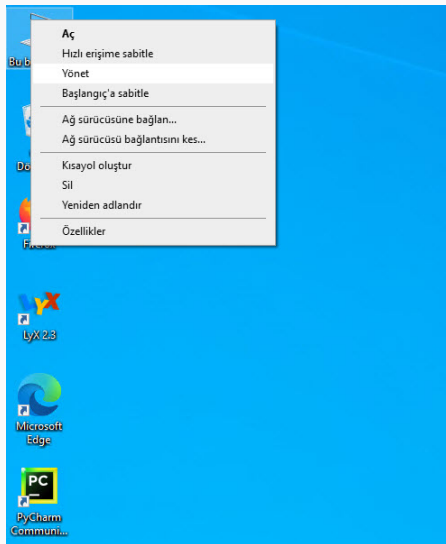 Aç
Hızlı erişime sabitle
Yönet
Başlangıç'a sabitle
Ağ sürücüsüne bağlan...
Ağ sürücüsü bağlantısını kes...
Kısayol oluştur
Sil
Yeniden adlandır
Özellikler
LyX 2.3
Microsoft
Edge
PC
PyCharm
Communi...